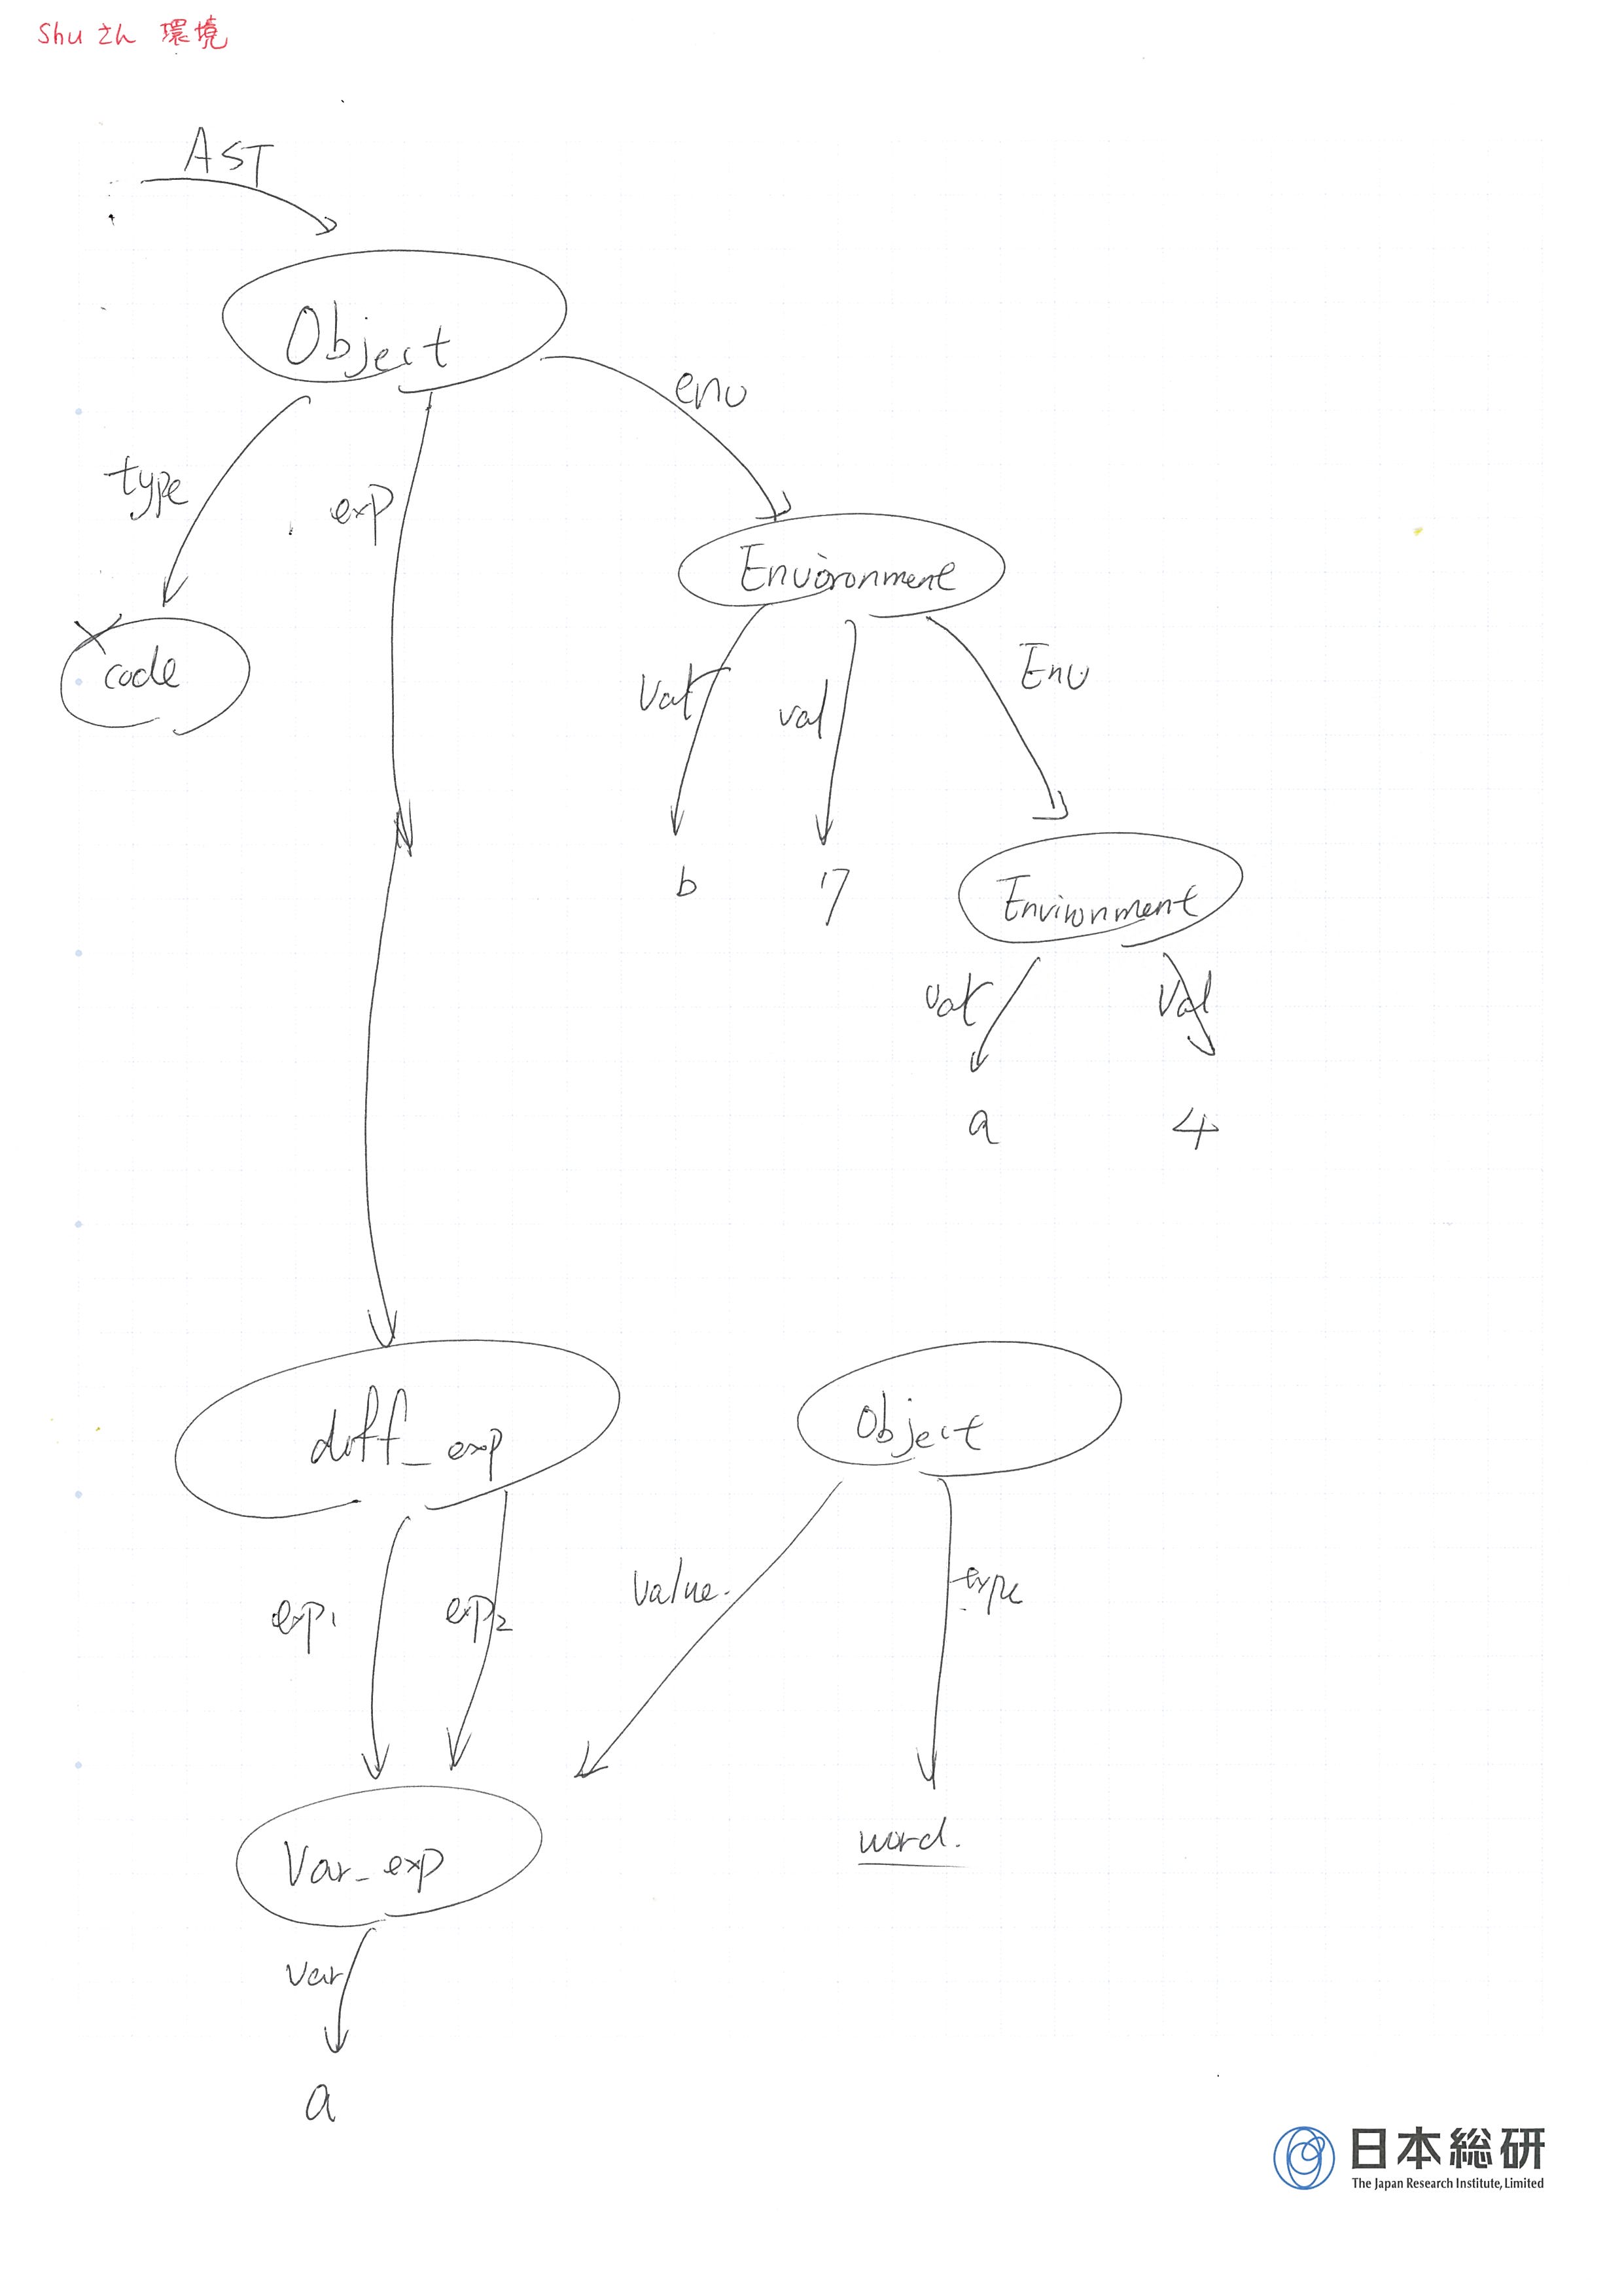 Shu さん 環境
AST
Object
env
type
exp
Environment
code
Var
val
Env
b
7
Environment
var
val
a
4
diff_exp
Object
exp1
exp2
value.
type
word.
Var_exp
var
a
日本総研
The Japan Research Institute, Limited